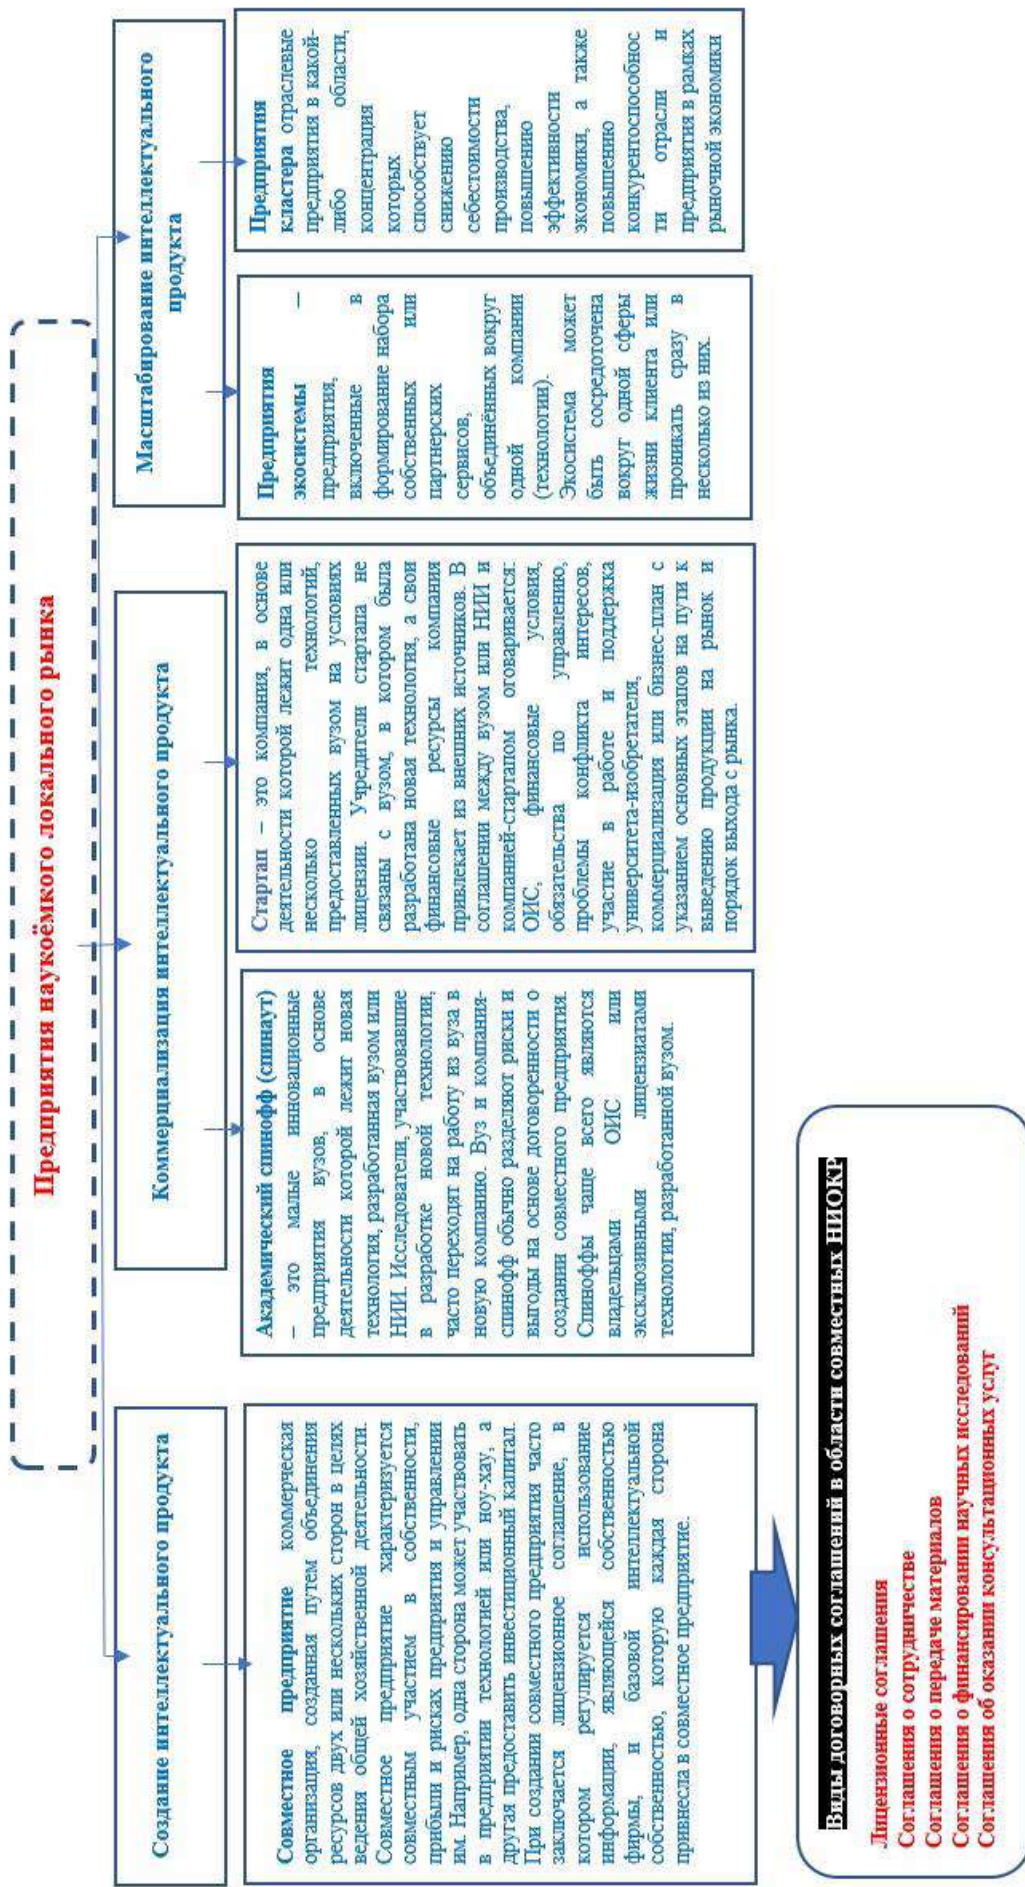 Предприятия наукоёмкого локального рынка
Создание интеллектуального продукта
Совместное предприятие коммерческая
организация, созданная путем объединения
ресурсов двух или нескольких сторон в целях
ведения общей хозяйственной деятельности.
Совместное предприятие характеризуется
совместным участием в собственности,
прибыли и рисках предприятия и управлении
им. Например, одна сторона может участвовать
в предприятии технологией или ноу-хау, а
другая предоставить инвестиционный капитал.
При создании совместного предприятия часто
заключается лицензионное соглашение, в
котором регулируется использование
информации, являющейся собственностью
фирмы, и базовой интеллектуальной
собственностью, которую каждая сторона
привнесла в совместное предприятие.
Виды договорных соглашений в области совместных НИОКР
Лицензионные соглашения
Соглашения о сотрудничестве
Соглашения о передаче материалов
Соглашения о финансировании научных исследований
Соглашения об оказании консультационных услуг
Коммерциализация интеллектуального продукта
Академический спинофф (спинаут)
– это малые инновационные
предприятия вузов, в основе
деятельности которой лежит новая
технология, разработанная вузом или
НИИ. Исследователи, участвовавшие
в разработке новой технологии,
часто переходят на работу из вуза в
новую компанию. Вуз и компания-
спинофф обычно разделяют риски и
выгоды на основе договоренности о
создании совместного предприятия.
Спиноффы чаще всего являются
владельцами ОИС или
эксклюзивными лицензиатами
технологии, разработанной вузом.
Стартап – это компания, в основе
деятельности которой лежит одна или
несколько технологий,
предоставленных вузом на условиях
лицензии. Учредители стартапа не
связаны с вузом, в котором была
разработана новая технология, а свои
финансовые ресурсы компания
привлекает из внешних источников. В
соглашении между вузом или НИИ и
компанией-стартапом оговаривается:
ОИС, финансовые условия,
обязательства по управлению,
проблемы конфликта интересов,
участие в работе и поддержка
университета-изобретателя,
коммерциализация или бизнес-план с
указанием основных этапов на пути к
выведению продукции на рынок и
порядок выхода с рынка.
Масштабирование интеллектуального
продукта
Предприятия
экосистемы –
предприятия,
включенные в
формирование набора
собственных или
партнерских
сервисов,
объединённых вокруг
одной компании
(технологии).
Экосистема может
быть сосредоточена
вокруг одной сферы
жизни клиента или
проникать сразу в
несколько из них.
Предприятия
кластера отраслевые
предприятия в какой-
либо области,
концентрация
которых
способствует
снижению
себестоимости
производства,
повышению
эффективности
экономики, а также
повышению
конкурентоспособнос
ти отрасли и
предприятия в рамках
рыночной экономики